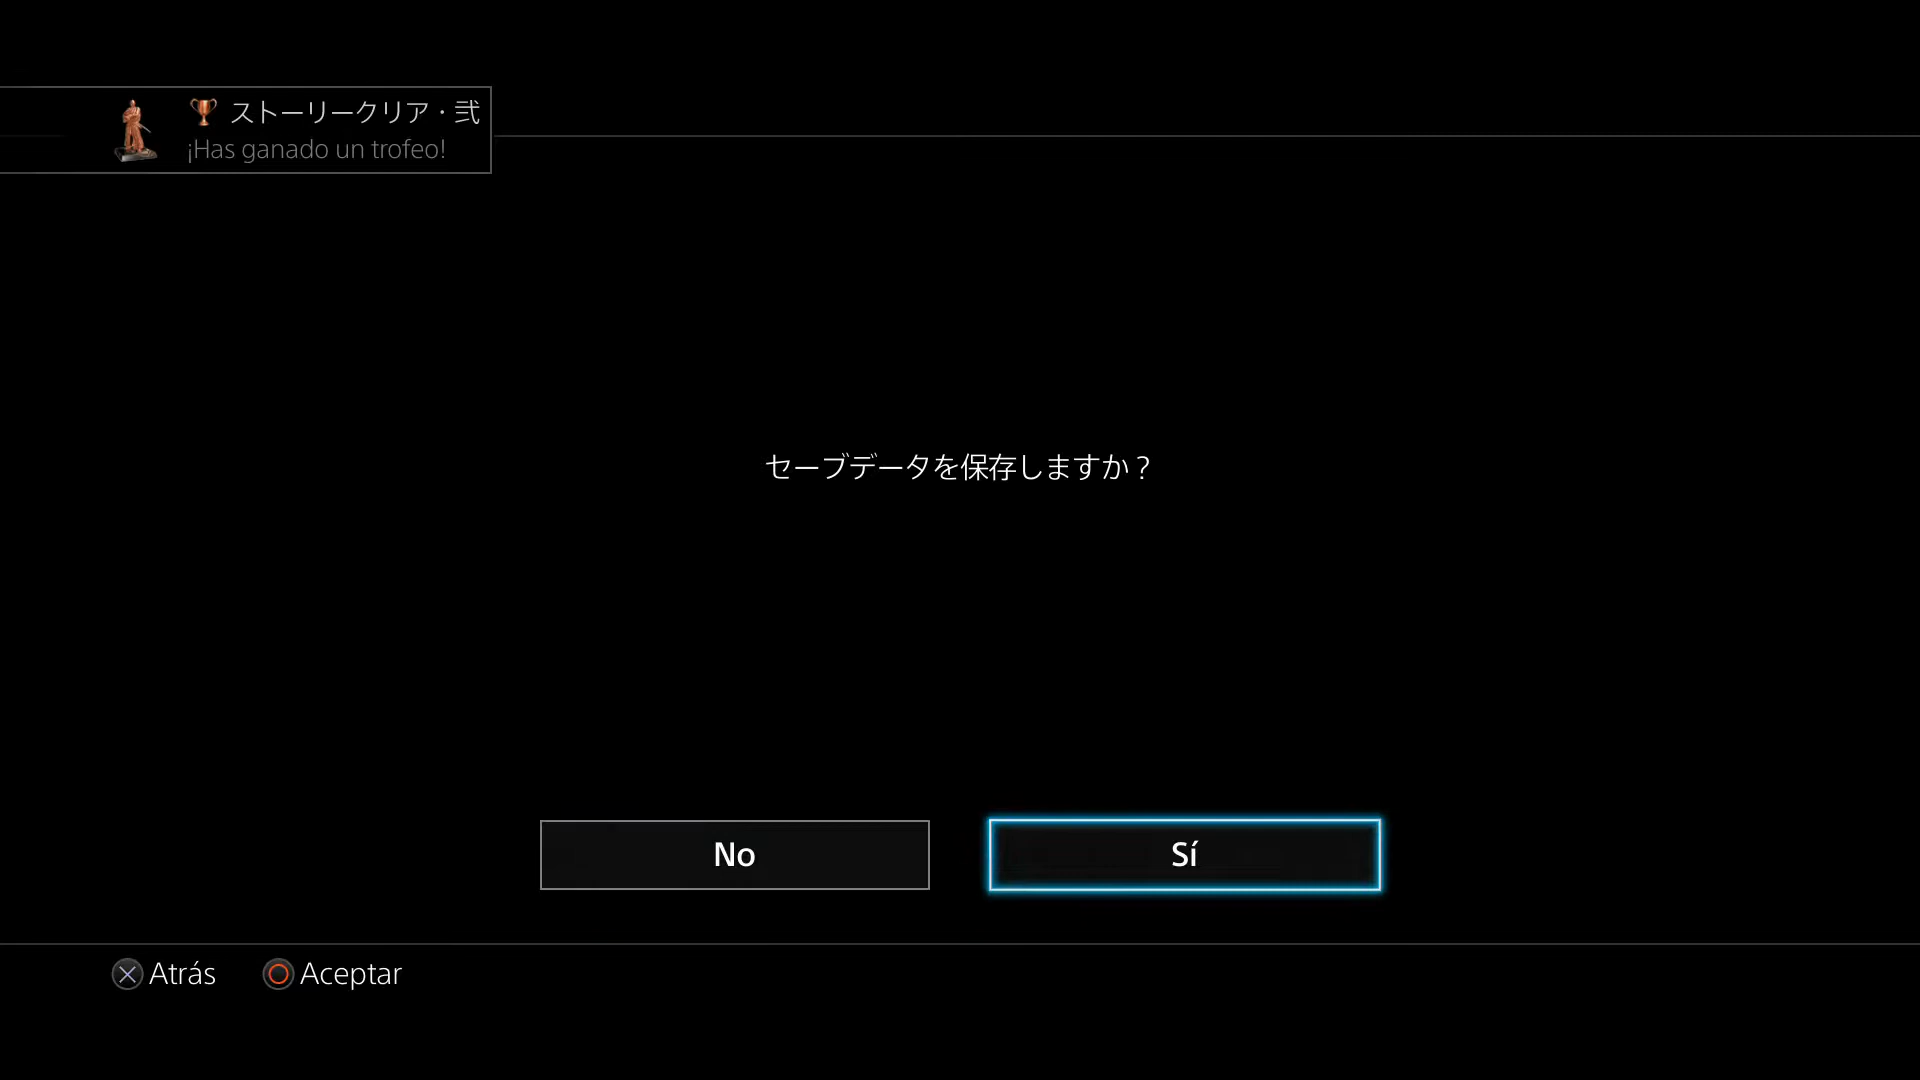 ストーリークリア・弐
¡Has ganado un trofeo!
セーブデータを保存しますか？
No
Sí
Atrás
Aceptar